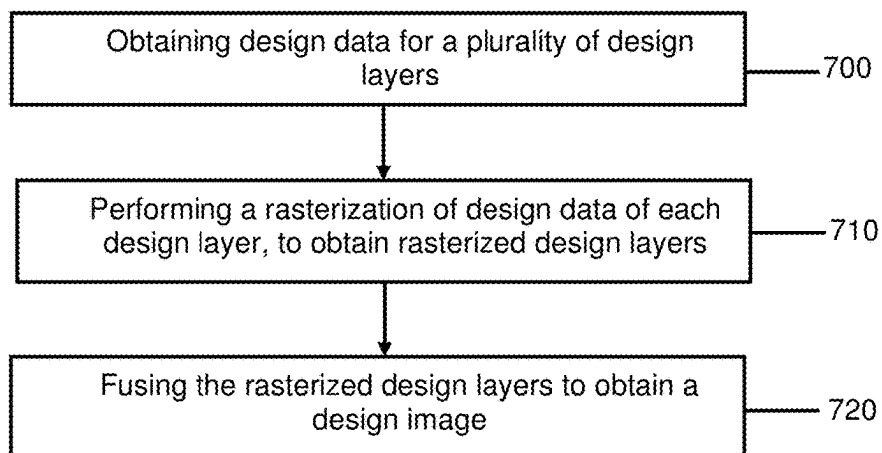 Obtaining design data for a plurality of design
layers
700
Performing a rasterization of design data of each
design layer, to obtain rasterized design layers
710
Fusing the rasterized design layers to obtain a
design image
720